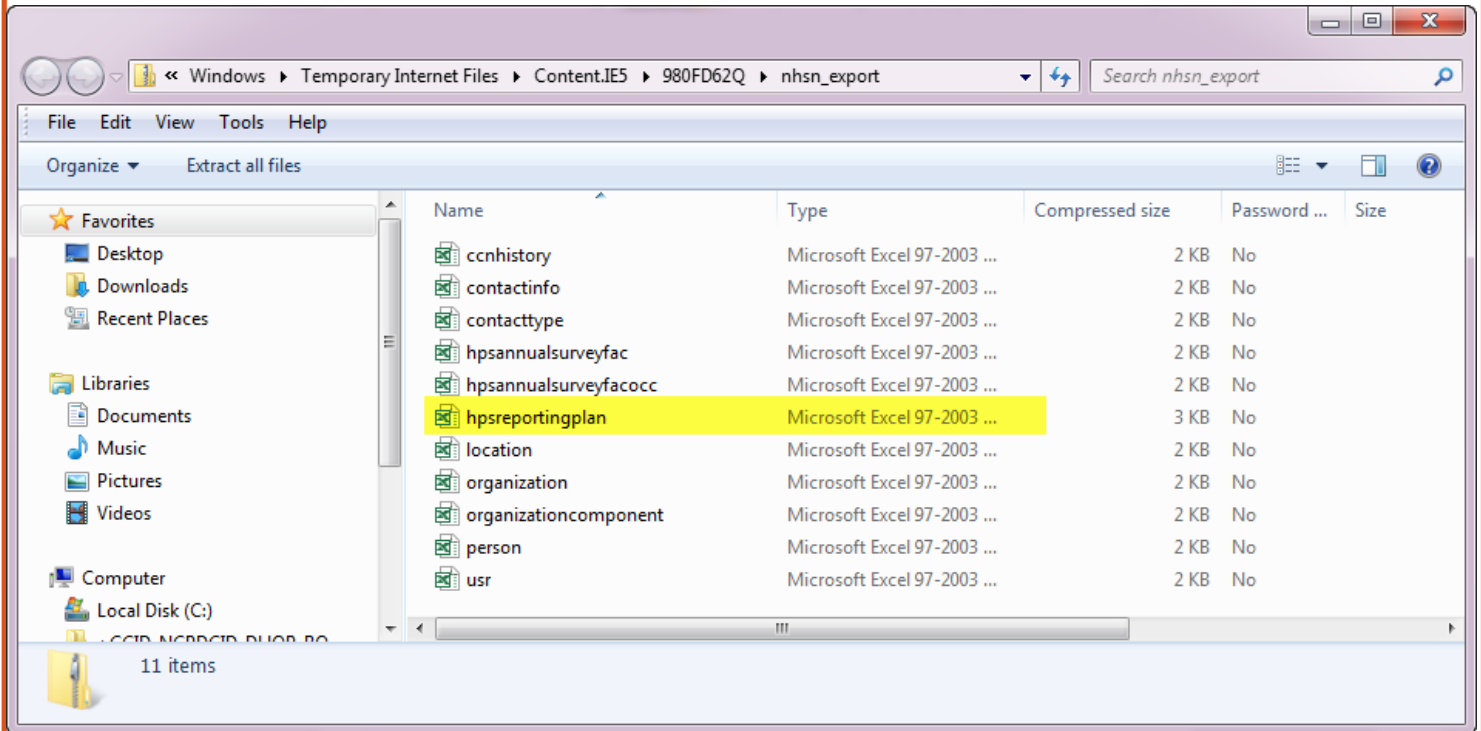 « Windows ▸ Temporary Internet Files ▸ Content.IE5 ▸ 980FD62Q ▸ nhsn_export
Search nhsn_export
File Edit View Tools Help
Organize Extract all files
Favorites
Desktop
Downloads
Recent Places
Libraries
Documents
Music
Pictures
Videos
Computer
Local Disk (C:)
Name Type Compressed size Password ... Size
ccnhistory Microsoft Excel 97-2003 ... 2 KB No
contactinfo Microsoft Excel 97-2003 ... 2 KB No
contacttype Microsoft Excel 97-2003 ... 2 KB No
hpsannualsurveyfac Microsoft Excel 97-2003 ... 2 KB No
hpsannualsurveyfacocc Microsoft Excel 97-2003 ... 2 KB No
hpsreportingplan Microsoft Excel 97-2003 ... 3 KB No
location Microsoft Excel 97-2003 ... 2 KB No
organization Microsoft Excel 97-2003 ... 2 KB No
organizationcomponent Microsoft Excel 97-2003 ... 2 KB No
person Microsoft Excel 97-2003 ... 2 KB No
usr Microsoft Excel 97-2003 ... 2 KB No
11 items